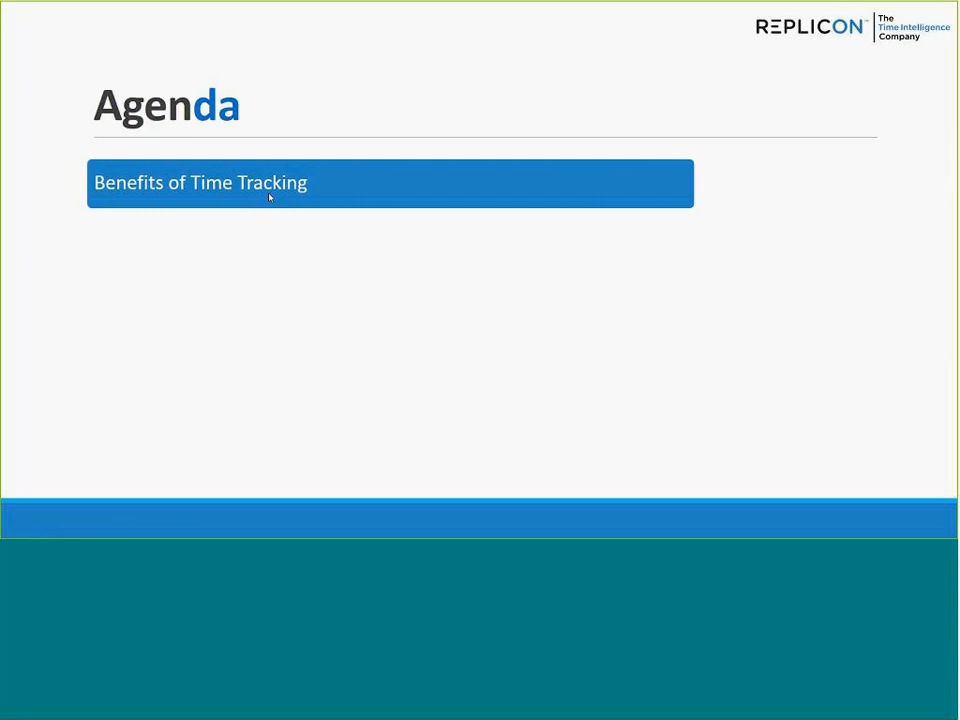 REPLICON
The
Time Intelligence
Company
Agenda
Benefits of Time Tracking